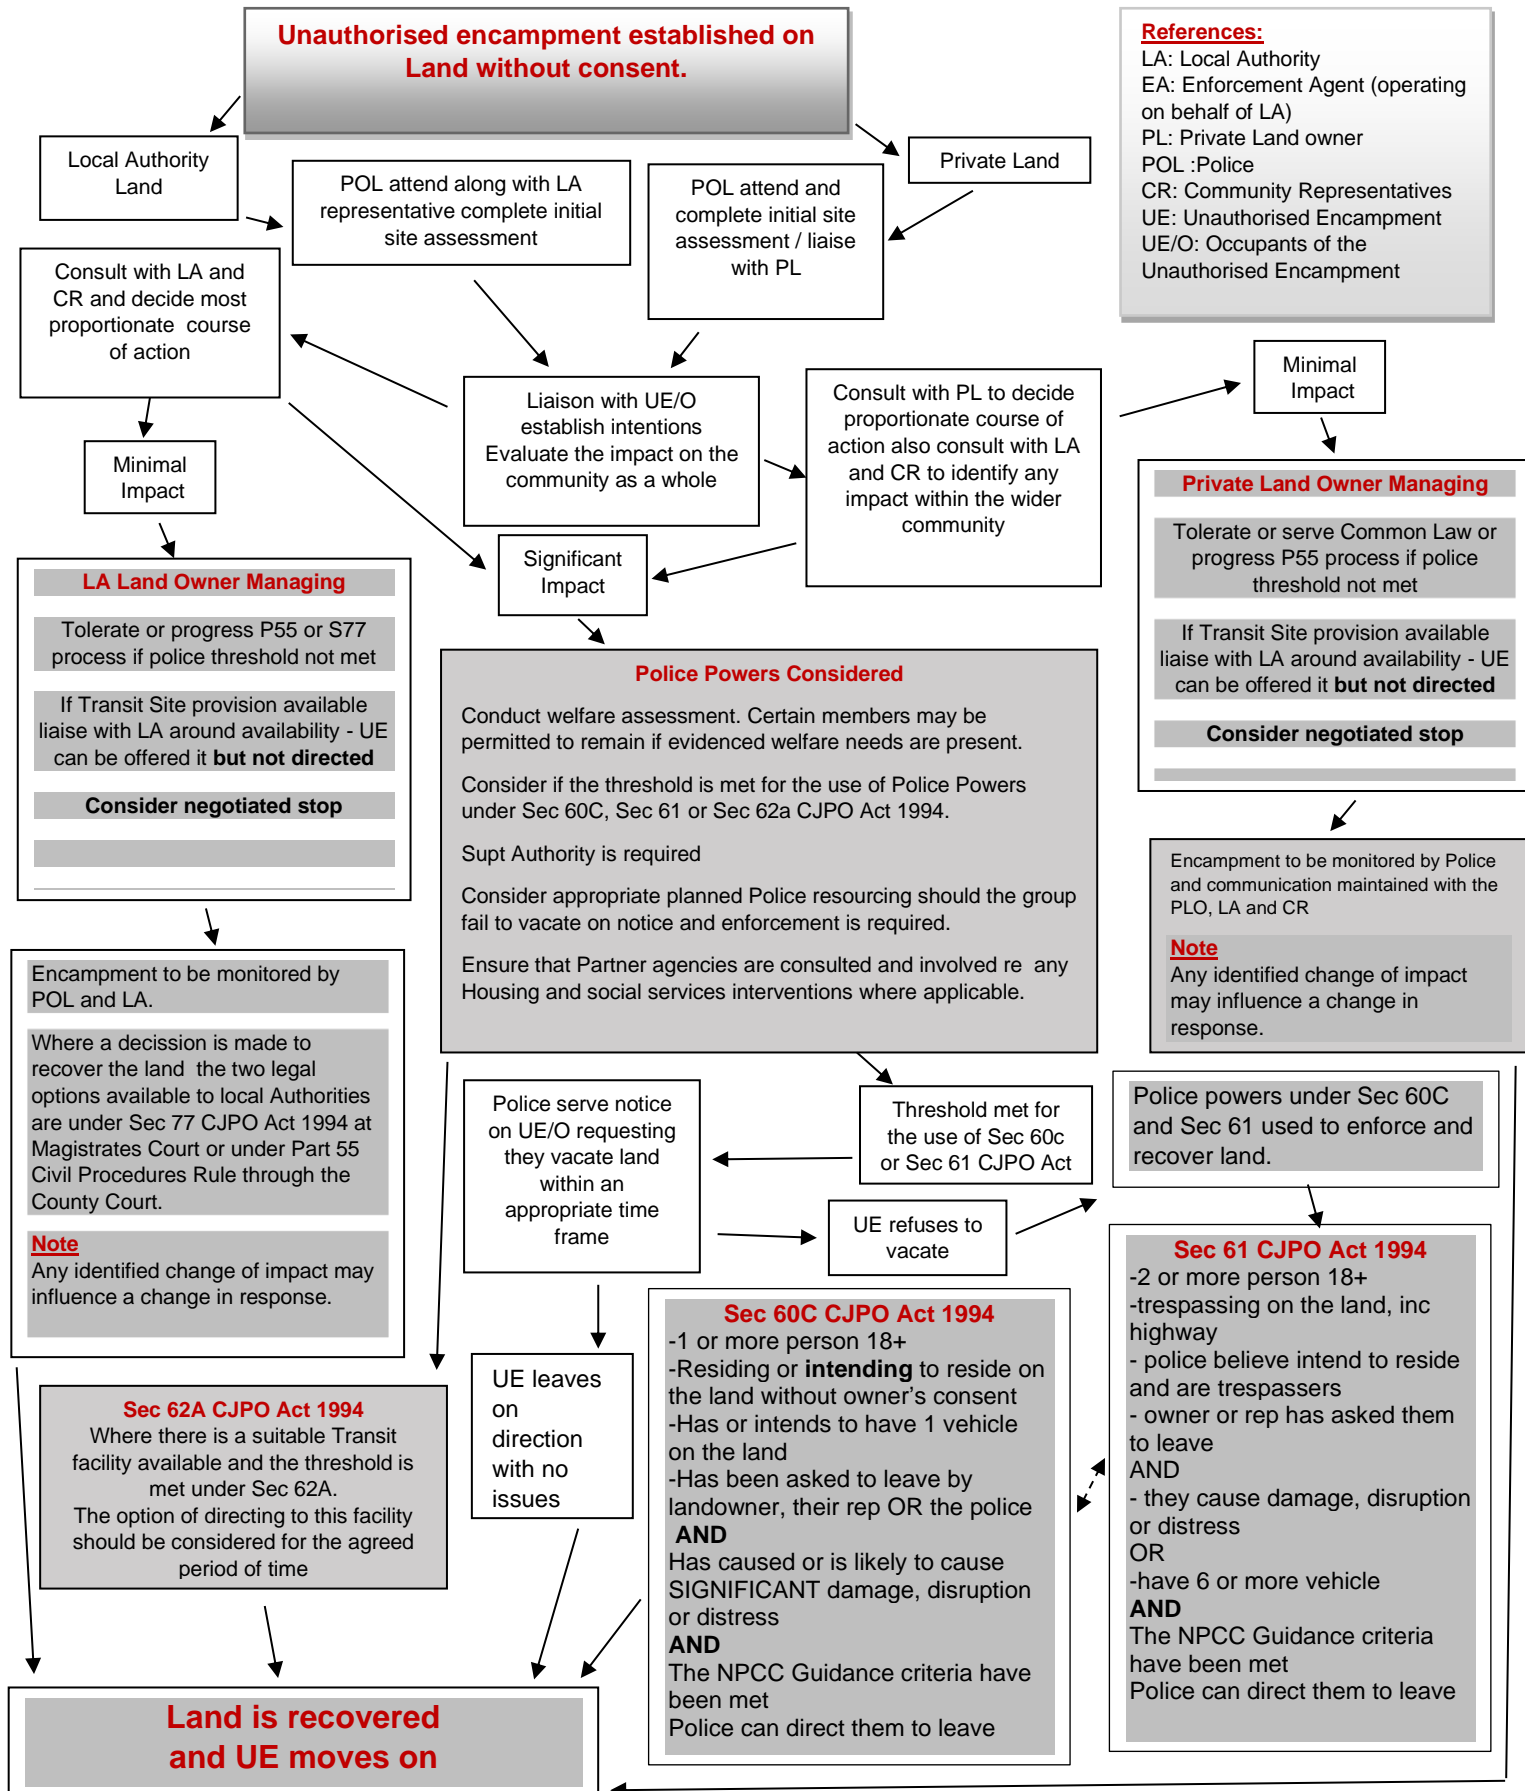 Unauthorised encampment established on
Land without consent.
References:
LA: Local Authority
EA: Enforcement Agent (operating
on behalf of LA)
PL: Private Land owner
POL :Police
CR: Community Representatives
UE: Unauthorised Encampment
UE/O: Occupants of the
Unauthorised Encampment
Local Authority
Land
POL attend along with LA
representative complete initial
site assessment
POL attend and
complete initial site
assessment / liaise
with PL
Private Land
Consult with LA and
CR and decide most
proportionate course
of action
Liaison with UE/O
establish intentions
Evaluate the impact on the
community as a whole
Consult with PL to decide
proportionate course of
action also consult with LA
and CR to identify any
impact within the wider
community
Minimal
Impact
Minimal
Impact
Significant
Impact
LA Land Owner Managing
Tolerate or progress P55 or S77
process if police threshold not met
If Transit Site provision available
liaise with LA around availability - UE
can be offered it but not directed
Consider negotiated stop
Police Powers Considered
Conduct welfare assessment. Certain members may be
permitted to remain if evidenced welfare needs are present.
Consider if the threshold is met for the use of Police Powers
under Sec 60C, Sec 61 or Sec 62a CJPO Act 1994.
Supt Authority is required
Consider appropriate planned Police resourcing should the group
fail to vacate on notice and enforcement is required.
Ensure that Partner agencies are consulted and involved re any
Housing and social services interventions where applicable.
Private Land Owner Managing
Tolerate or serve Common Law or
progress P55 process if police
threshold not met
If Transit Site provision available
liaise with LA around availability - UE
can be offered it but not directed
Consider negotiated stop
Encampment to be monitored by Police
and communication maintained with the
PLO, LA and CR
Note
Any identified change of impact
may influence a change in
response.
Encampment to be monitored by
POL and LA.
Where a decission is made to
recover the land the two legal
options available to local Authorities
are under Sec 77 CJPO Act 1994 at
Magistrates Court or under Part 55
Civil Procedures Rule through the
County Court.
Note
Any identified change of impact may
influence a change in response.
Police serve notice
on UE/O requesting
they vacate land
within an
appropriate time
frame
Threshold met for
the use of Sec 60c
or Sec 61 CJPO Act
UE refuses to
vacate
Police powers under Sec 60C
and Sec 61 used to enforce and
recover land.
Sec 62A CJPO Act 1994
Where there is a suitable Transit
facility available and the threshold is
met under Sec 62A.
The option of directing to this facility
should be considered for the agreed
period of time
UE leaves
on
direction
with no
issues
Sec 60C CJPO Act 1994
-1 or more person 18+
-Residing or intending to reside on
the land without owner's consent
-Has or intends to have 1 vehicle
on the land
-Has been asked to leave by
landowner, their rep OR the police
AND
Has caused or is likely to cause
SIGNIFICANT damage, disruption
or distress
AND
The NPCC Guidance criteria have
been met
Police can direct them to leave
Sec 61 CJPO Act 1994
-2 or more person 18+
-trespassing on the land, inc
highway
- police believe intend to reside
and are trespassers
- owner or rep has asked them
to leave
AND
- they cause damage, disruption
or distress
OR
-have 6 or more vehicle
AND
The NPCC Guidance criteria
have been met
Police can direct them to leave
Land is recovered
and UE moves on